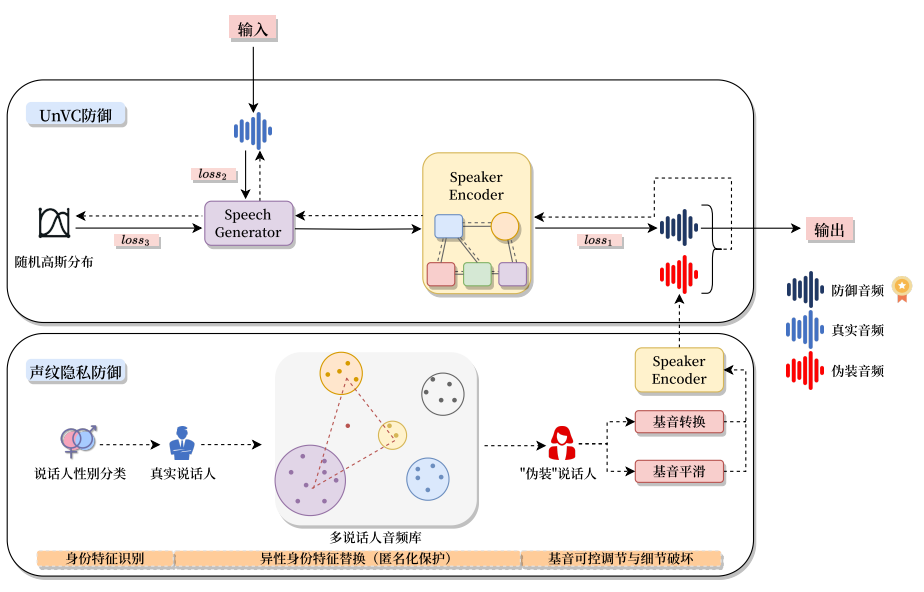 输入
UnVC防御
loss2
Speaker
Encoder
Speech
Generator
loss3
loss1
随机高斯分布
输出
防御音频
真实音频
伪装音频
声纹隐私防御
Speaker
Encoder
基音转换
基音平滑
说话人性别分类
真实说话人
"伪装"说话人
多说话人音频库
身份特征识别
异性身份特征替换（匿名化保护）
基音可控调节与细节破坏